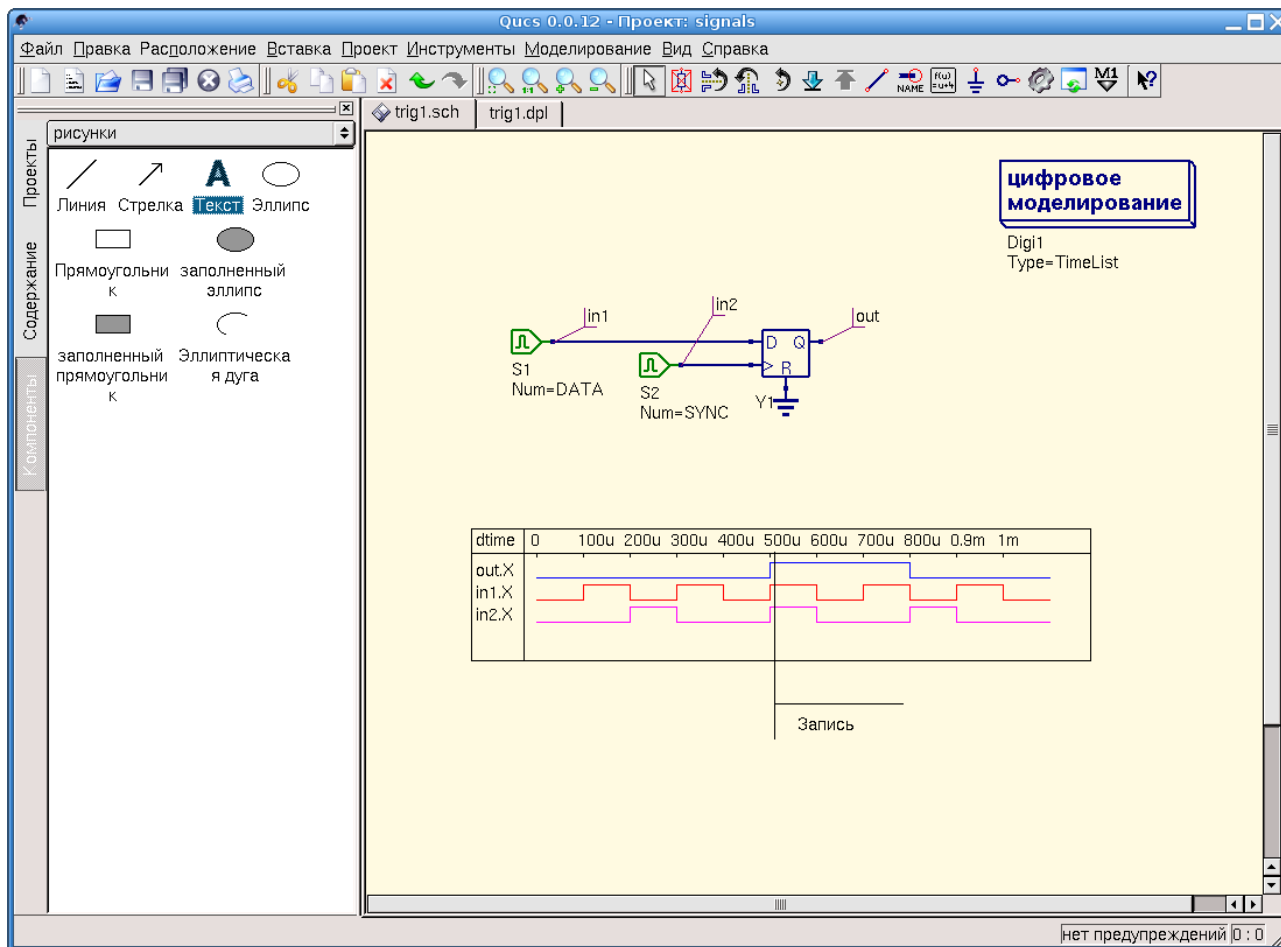 Qucs 0.0.12 - Проект: signals
Файл Правка Расположение Вставка Проект Инструменты Моделирование Вид Справка
1:1
NAME
f(ω)
=u+4
M1
?
trig1.sch
trig1.dpl
Проекты
Содержание
Компоненты
рисунки
Линия Стрелка Текст Эллипс
Прямоугольни
к
заполненный
эллипс
заполненный
прямоугольни
к
Эллиптическа
я дуга
цифровое
моделирование
Digi1
Type=TimeList
in1
in2
out
D Q
R
S1
Num=DATA
S2
Num=SYNC
Y1
dtime 0 100u 200u 300u 400u 500u 600u 700u 800u 0.9m 1m
out.X
in1.X
in2.X
Запись
нет предупреждений 0 : 0